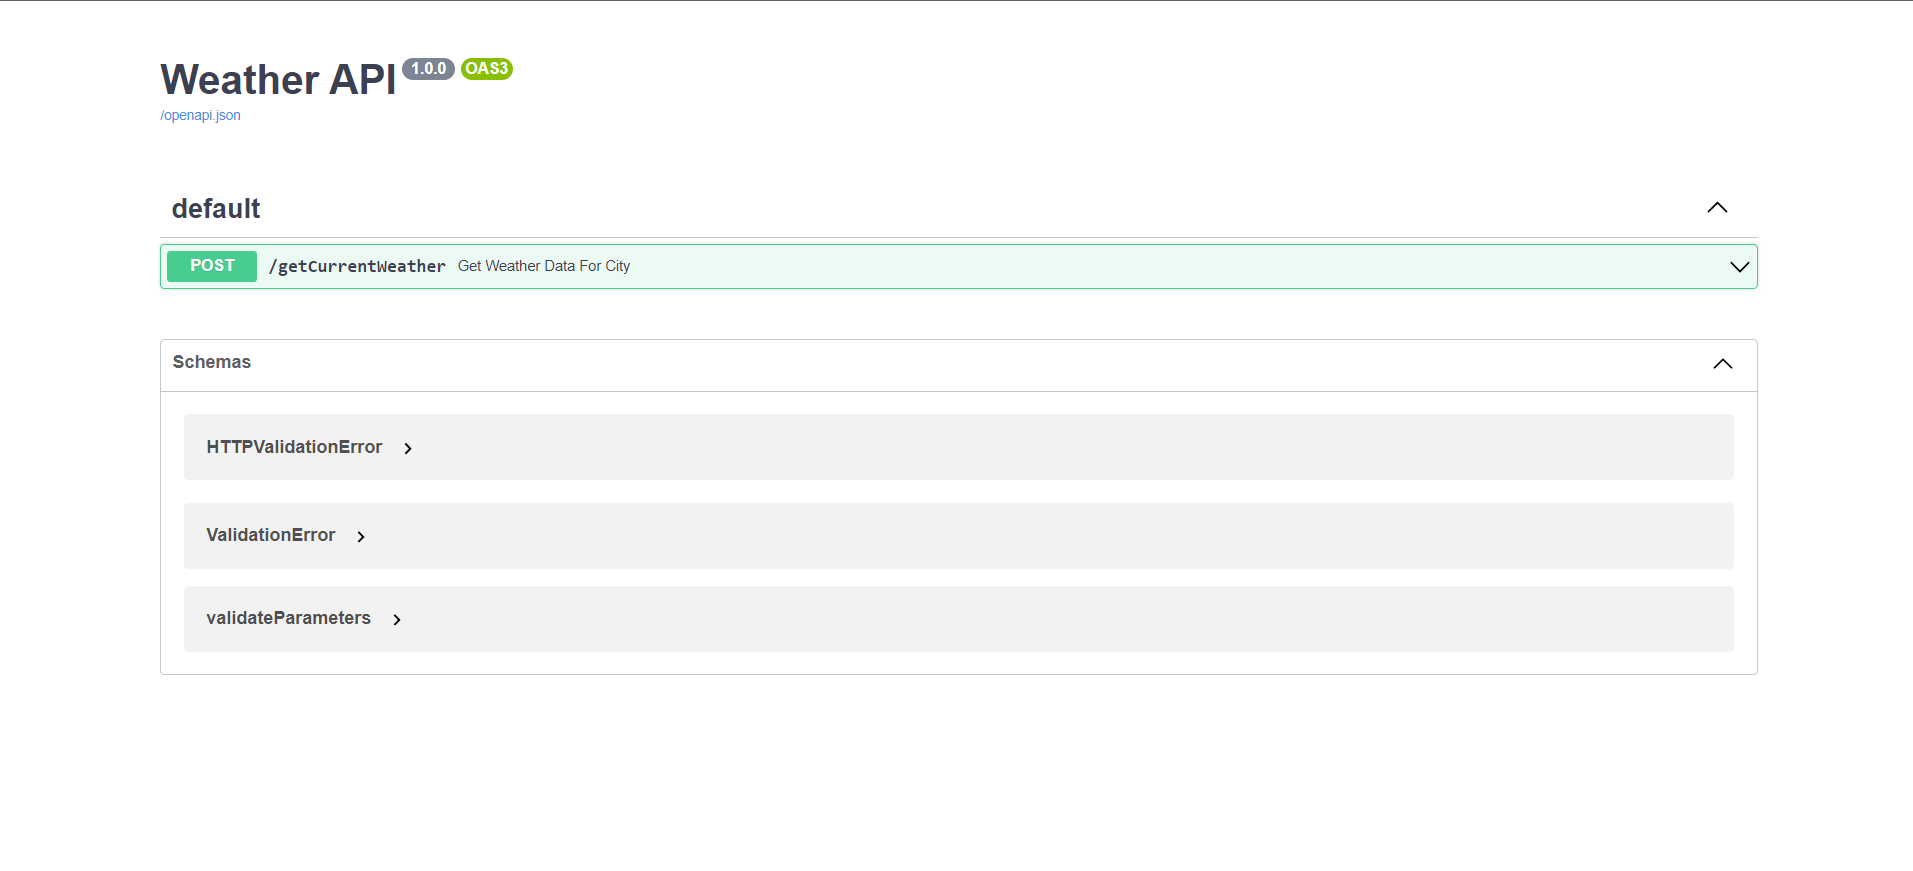 Weather API 1.0.0 OAS3
/openapi.json
default
POST /getCurrentWeather Get Weather Data For City
Schemas
HTTPValidationError
ValidationError
validateParameters